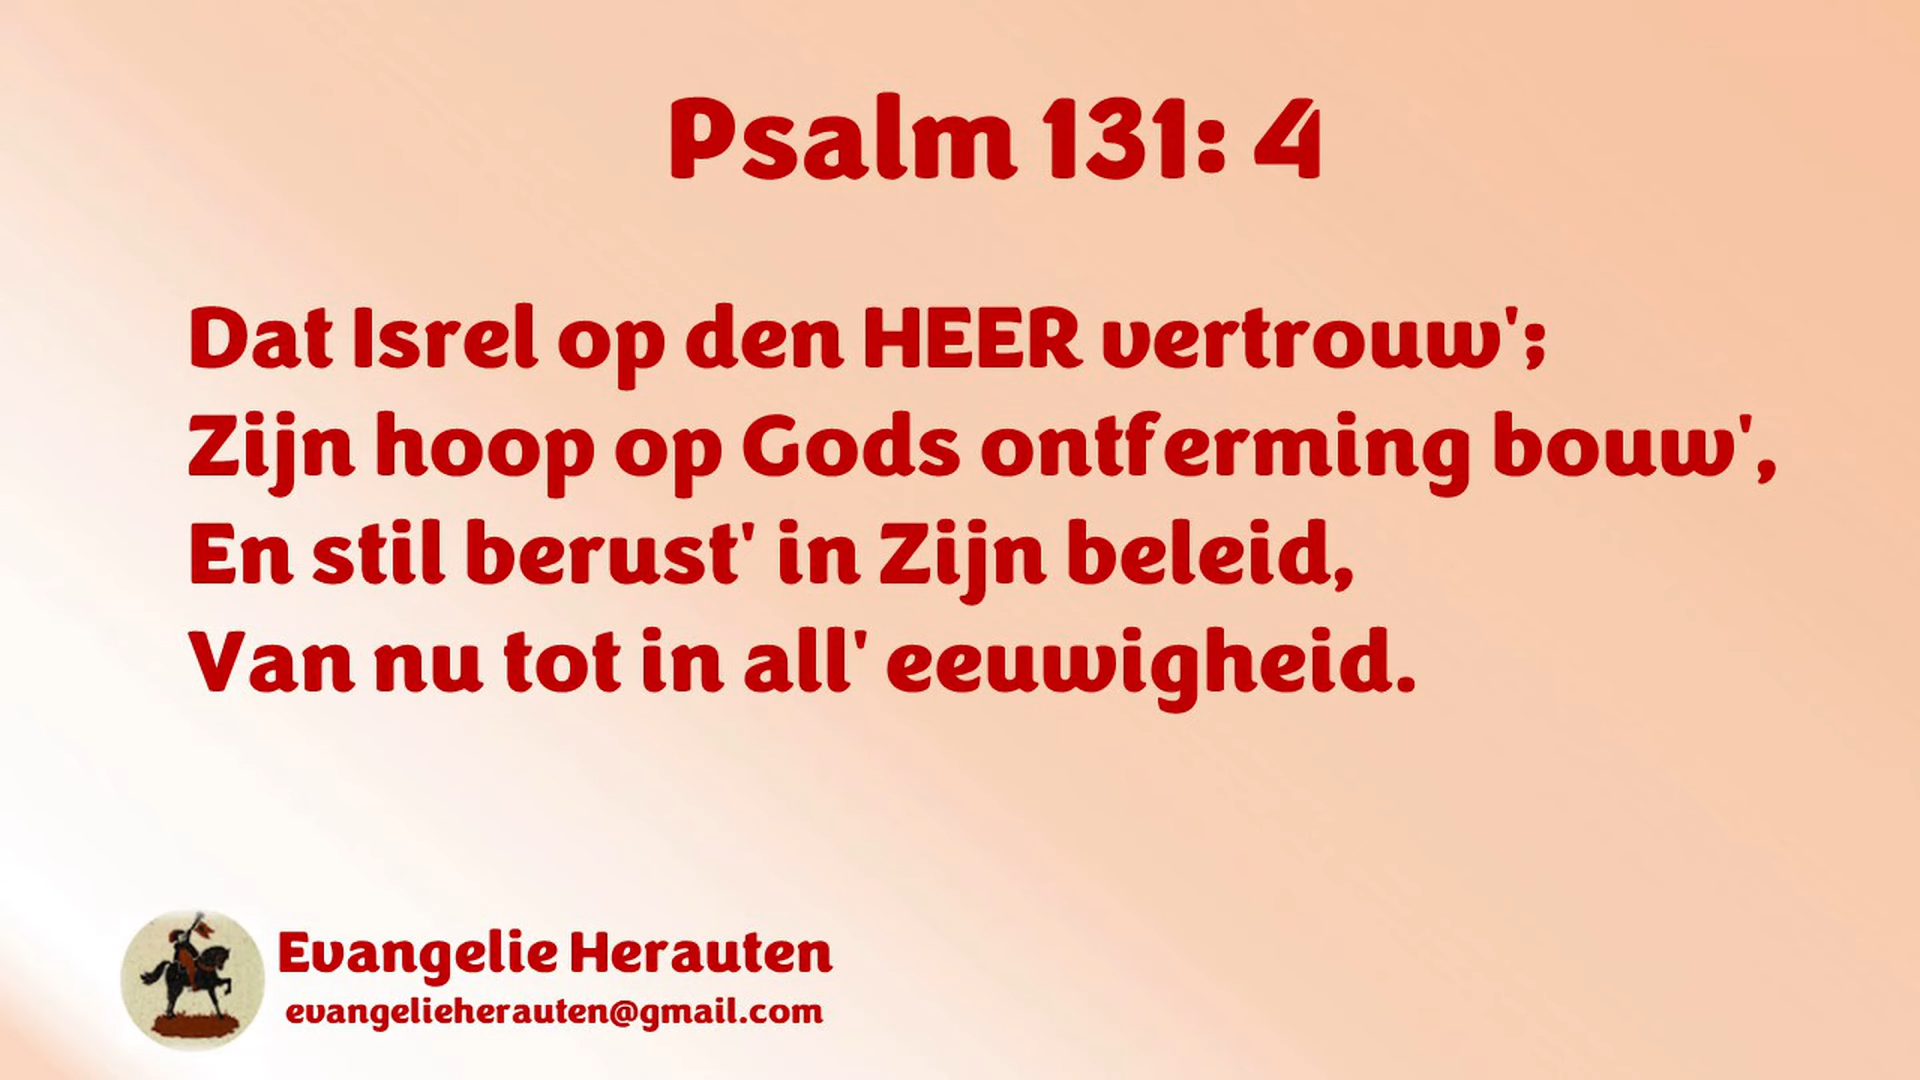 Psalm 131: 4
Dat Isrel op den HEER vertrouw';
Zijn hoop op Gods ontferming bouw',
En stil berust' in Zijn beleid,
Van nu tot in all' eeuwigheid.
Evangelie Herauten
evangelieherauten@gmail.com